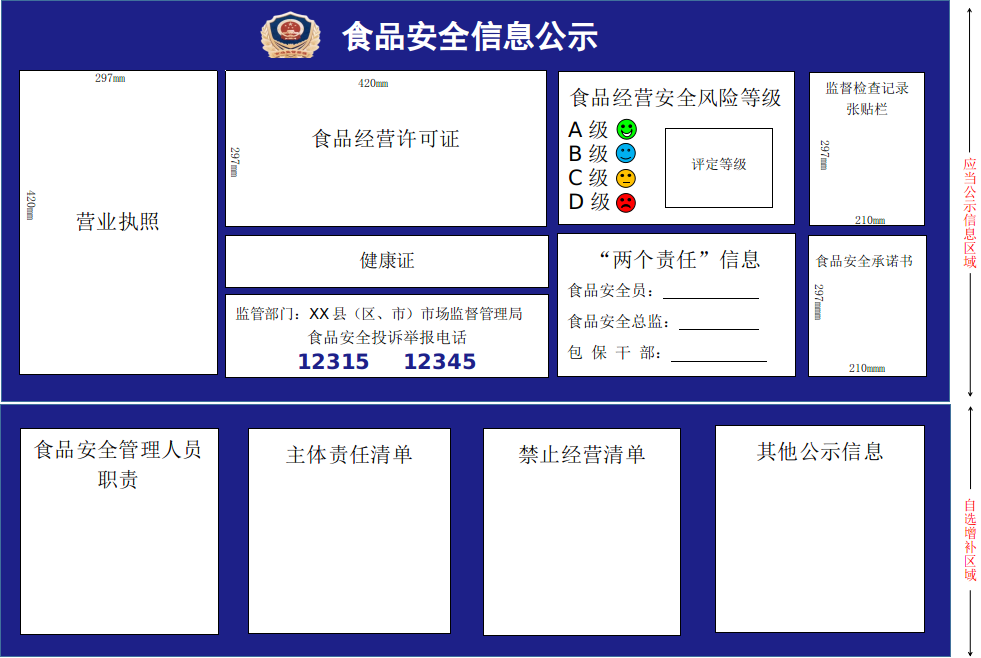 食品安全信息公示
297mm
420mm
营业执照
420mm
297mm
食品经营许可证
健康证
监管部门：XX县（区、市）市场监督管理局
食品安全投诉举报电话
12315 12345
食品经营安全风险等级
A 级
B 级
C 级
D 级
评定等级
“两个责任”信息
食品安全员：
食品安全总监：
包 保 干 部：
监督检查记录
张贴栏
297mm
210mm
食品安全承诺书
297mmm
210mmm
应当公示信息区域
食品安全管理人员
职责
主体责任清单
禁止经营清单
其他公示信息
自选增补区域